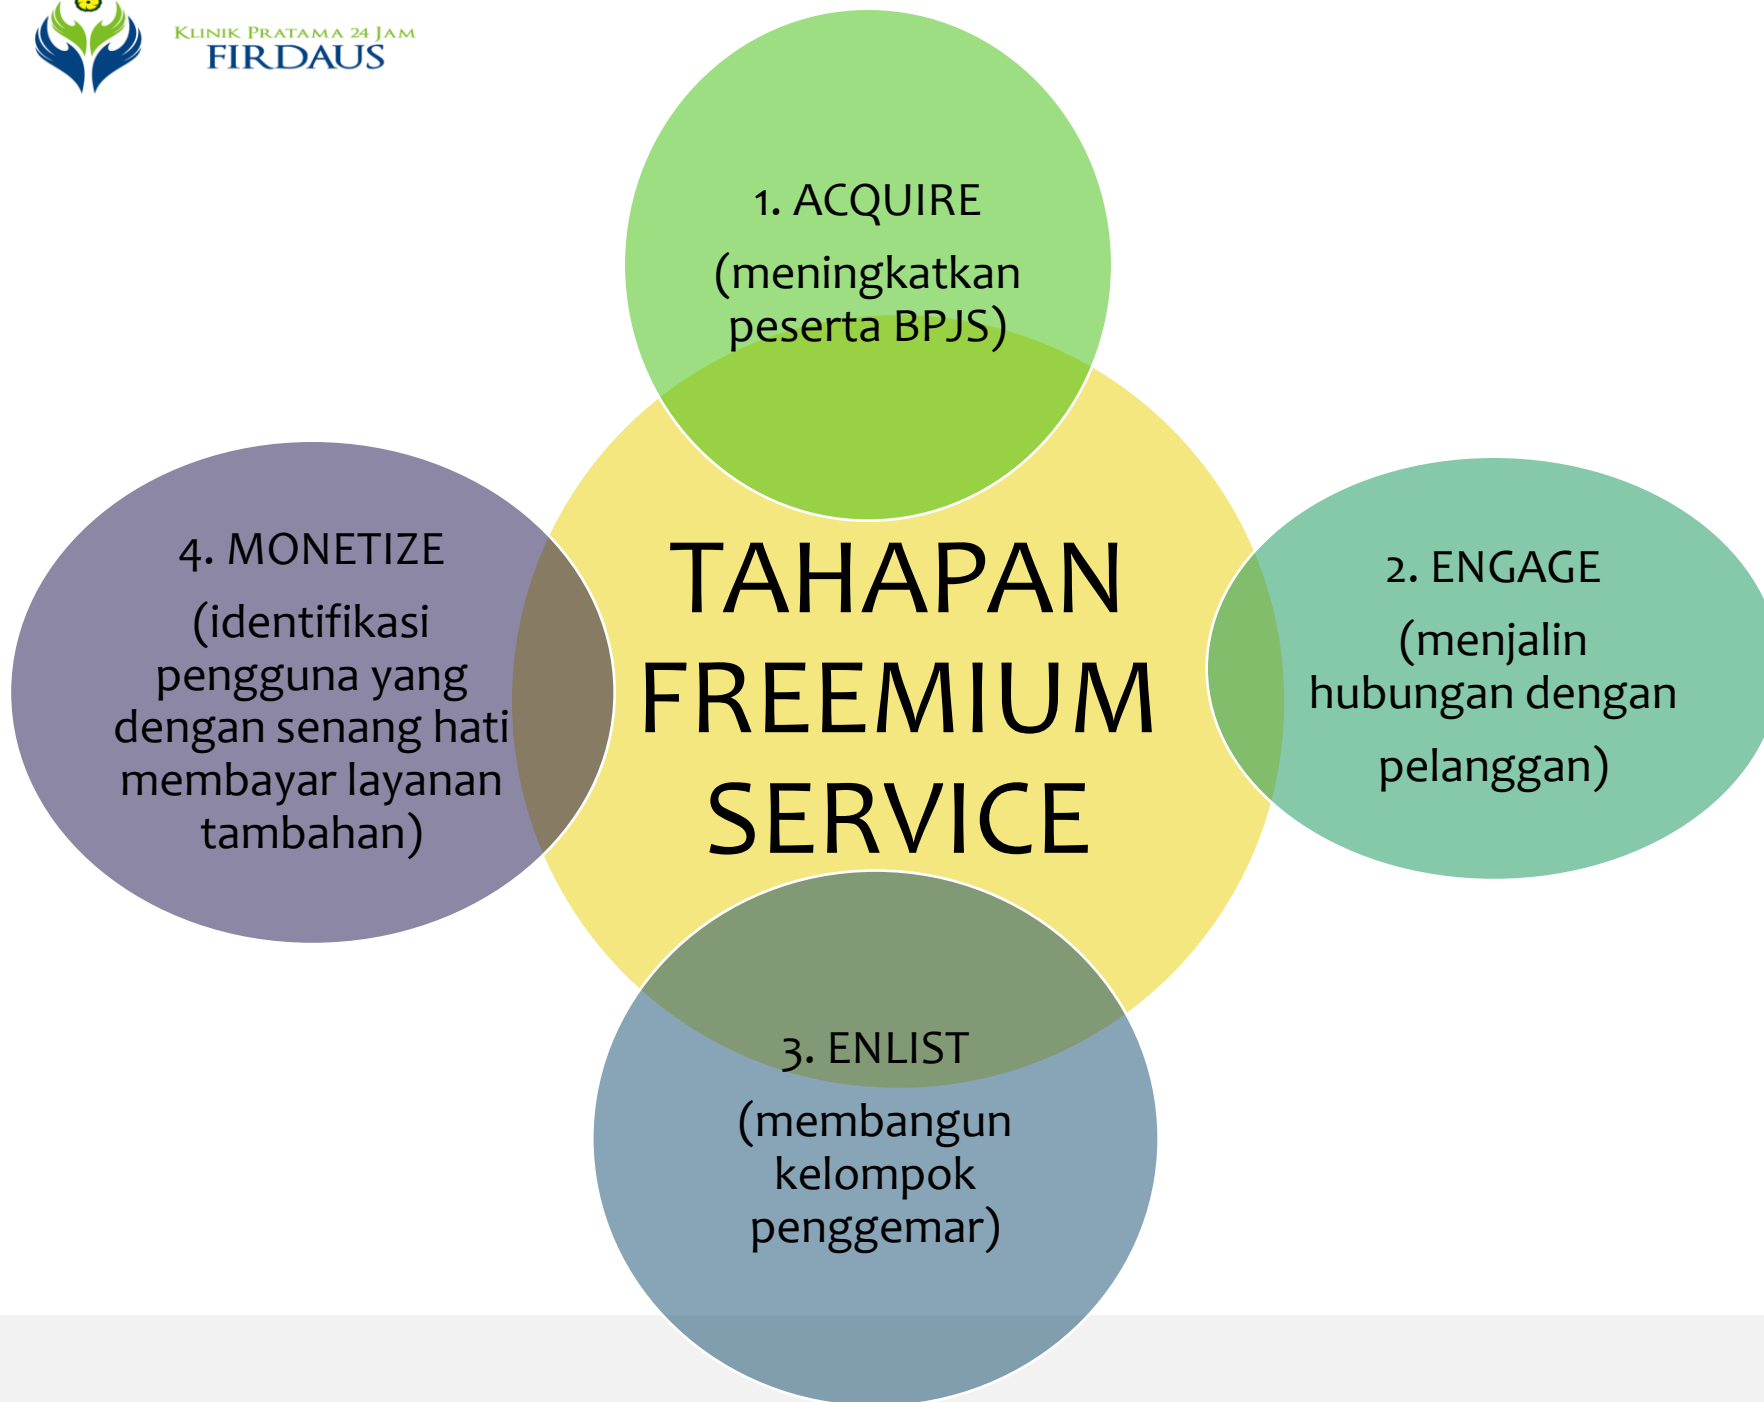 KLINIK PRATAMA 24 JAM
FIRDAUS
1. ACQUIRE
(meningkatkan
peserta BPJS)
TAHAPAN
FREEMIUM
SERVICE
2. ENGAGE
(menjalin
hubungan dengan
pelanggan)
3. ENLIST
(membangun
kelompok
penggemar)
4. MONETIZE
(identifikasi
pengguna yang
dengan senang hati
membayar layanan
tambahan)